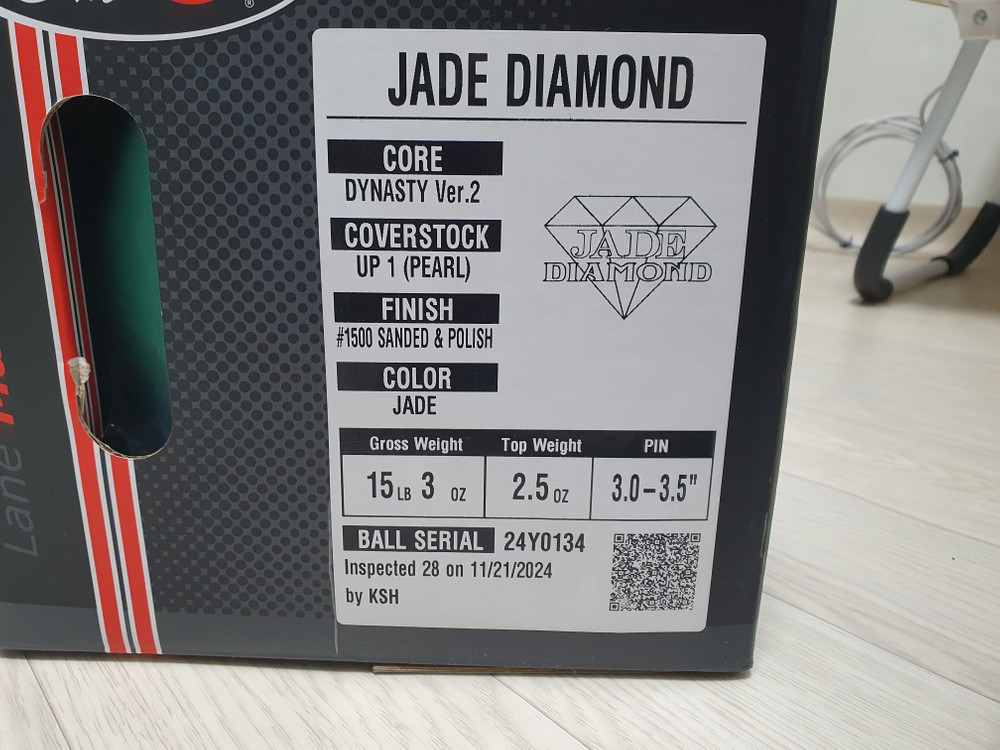 ®
JADE DIAMOND
CORE
DYNASTY Ver.2
COVERSTOCK
UP 1 (PEARL)
FINISH
#1500 SANDED & POLISH
COLOR
JADE
JADE
DIAMOND
Gross Weight Top Weight PIN
15 LB 3 OZ 2.5 OZ 3.0-3.5"
BALL SERIAL 24Y0134
Inspected 28 on 11/21/2024
by KSH
Lane